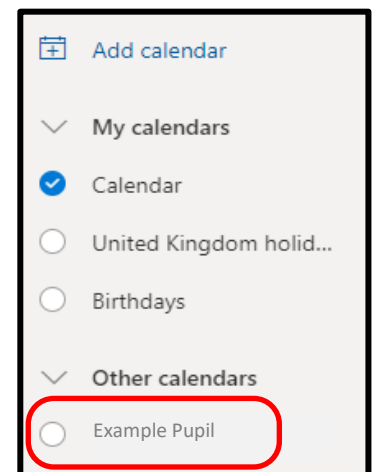 Add calendar
My calendars
Calendar
United Kingdom holid...
Birthdays
Other calendars
Example Pupil